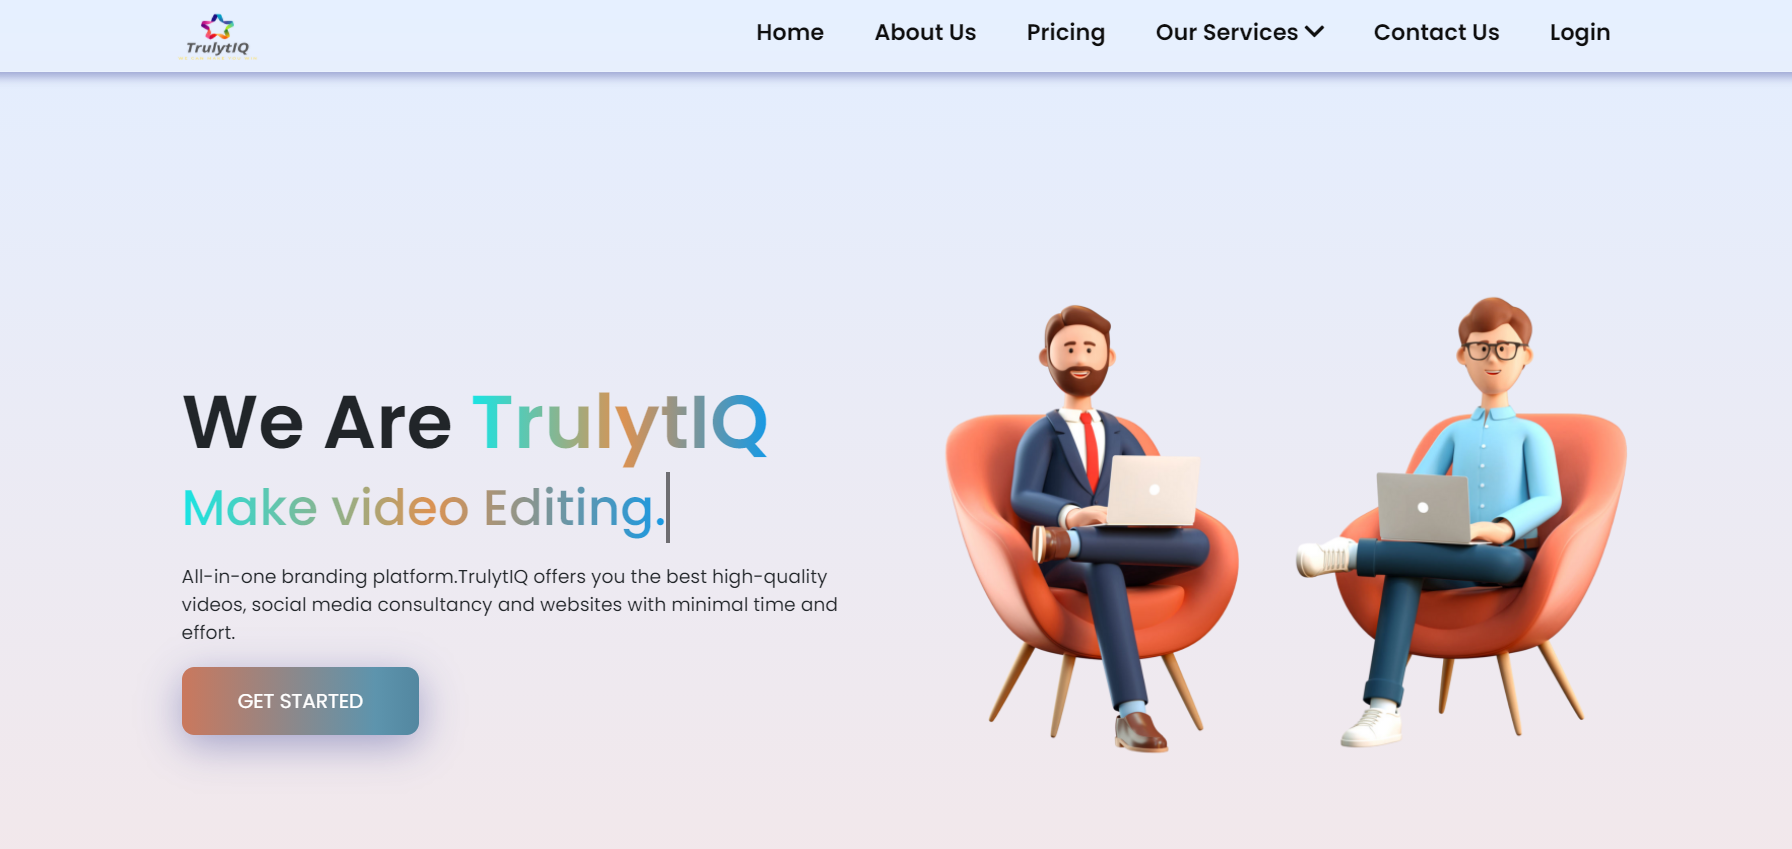 TrulytIQ
Home About Us Pricing Our Services Contact Us Login
We Are TrulytIQ
Make video Editing.
All-in-one branding platform.TrulytIQ offers you the best high-quality
videos, social media consultancy and websites with minimal time and
effort.
GET STARTED